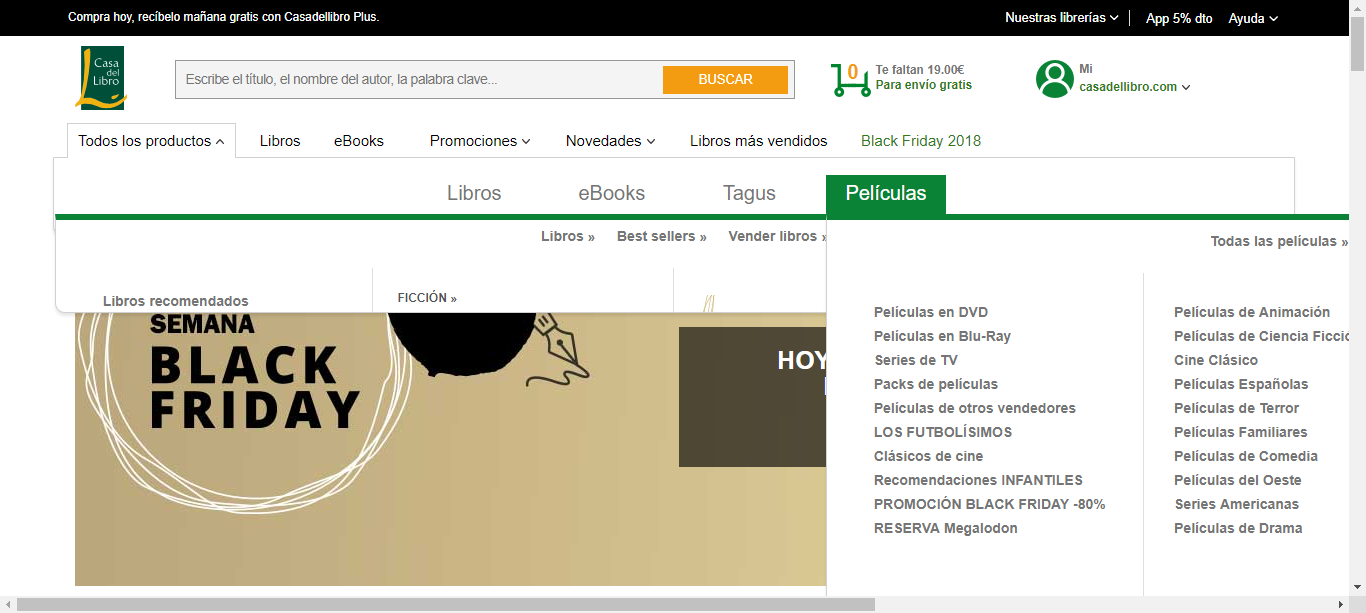 Compra hoy, recíbelo mañana gratis con Casadellibro Plus.
Nuestras librerías
App 5% dto
Ayuda
Casa
del
Libro
Escribe el título, el nombre del autor, la palabra clave...
BUSCAR
0
Te faltan 19.00€
Para envío gratis
Mi
casadellibro.com
Todos los productos
Libros
eBooks
Promociones
Novedades
Libros más vendidos
Black Friday 2018
Libros
eBooks
Tagus
Películas
Libros »
Best sellers »
Vender libros »
Todas las películas »
Libros recomendados
FICCIÓN »
SEMANA
BLACK
FRIDAY
HOY
Películas en DVD
Películas en Blu-Ray
Series de TV
Packs de películas
Películas de otros vendedores
LOS FUTBOLÍSIMOS
Clásicos de cine
Recomendaciones INFANTILES
PROMOCIÓN BLACK FRIDAY -80%
RESERVA Megalodon
Películas de Animación
Películas de Ciencia Ficció
Cine Clásico
Películas Españolas
Películas de Terror
Películas Familiares
Películas de Comedia
Películas del Oeste
Series Americanas
Películas de Drama